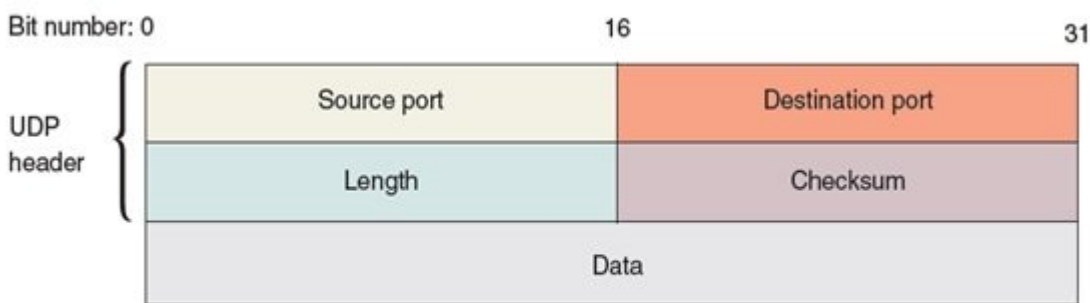 Bit number: 0 16 31
Source port Destination port
UDP
header
Length Checksum
Data